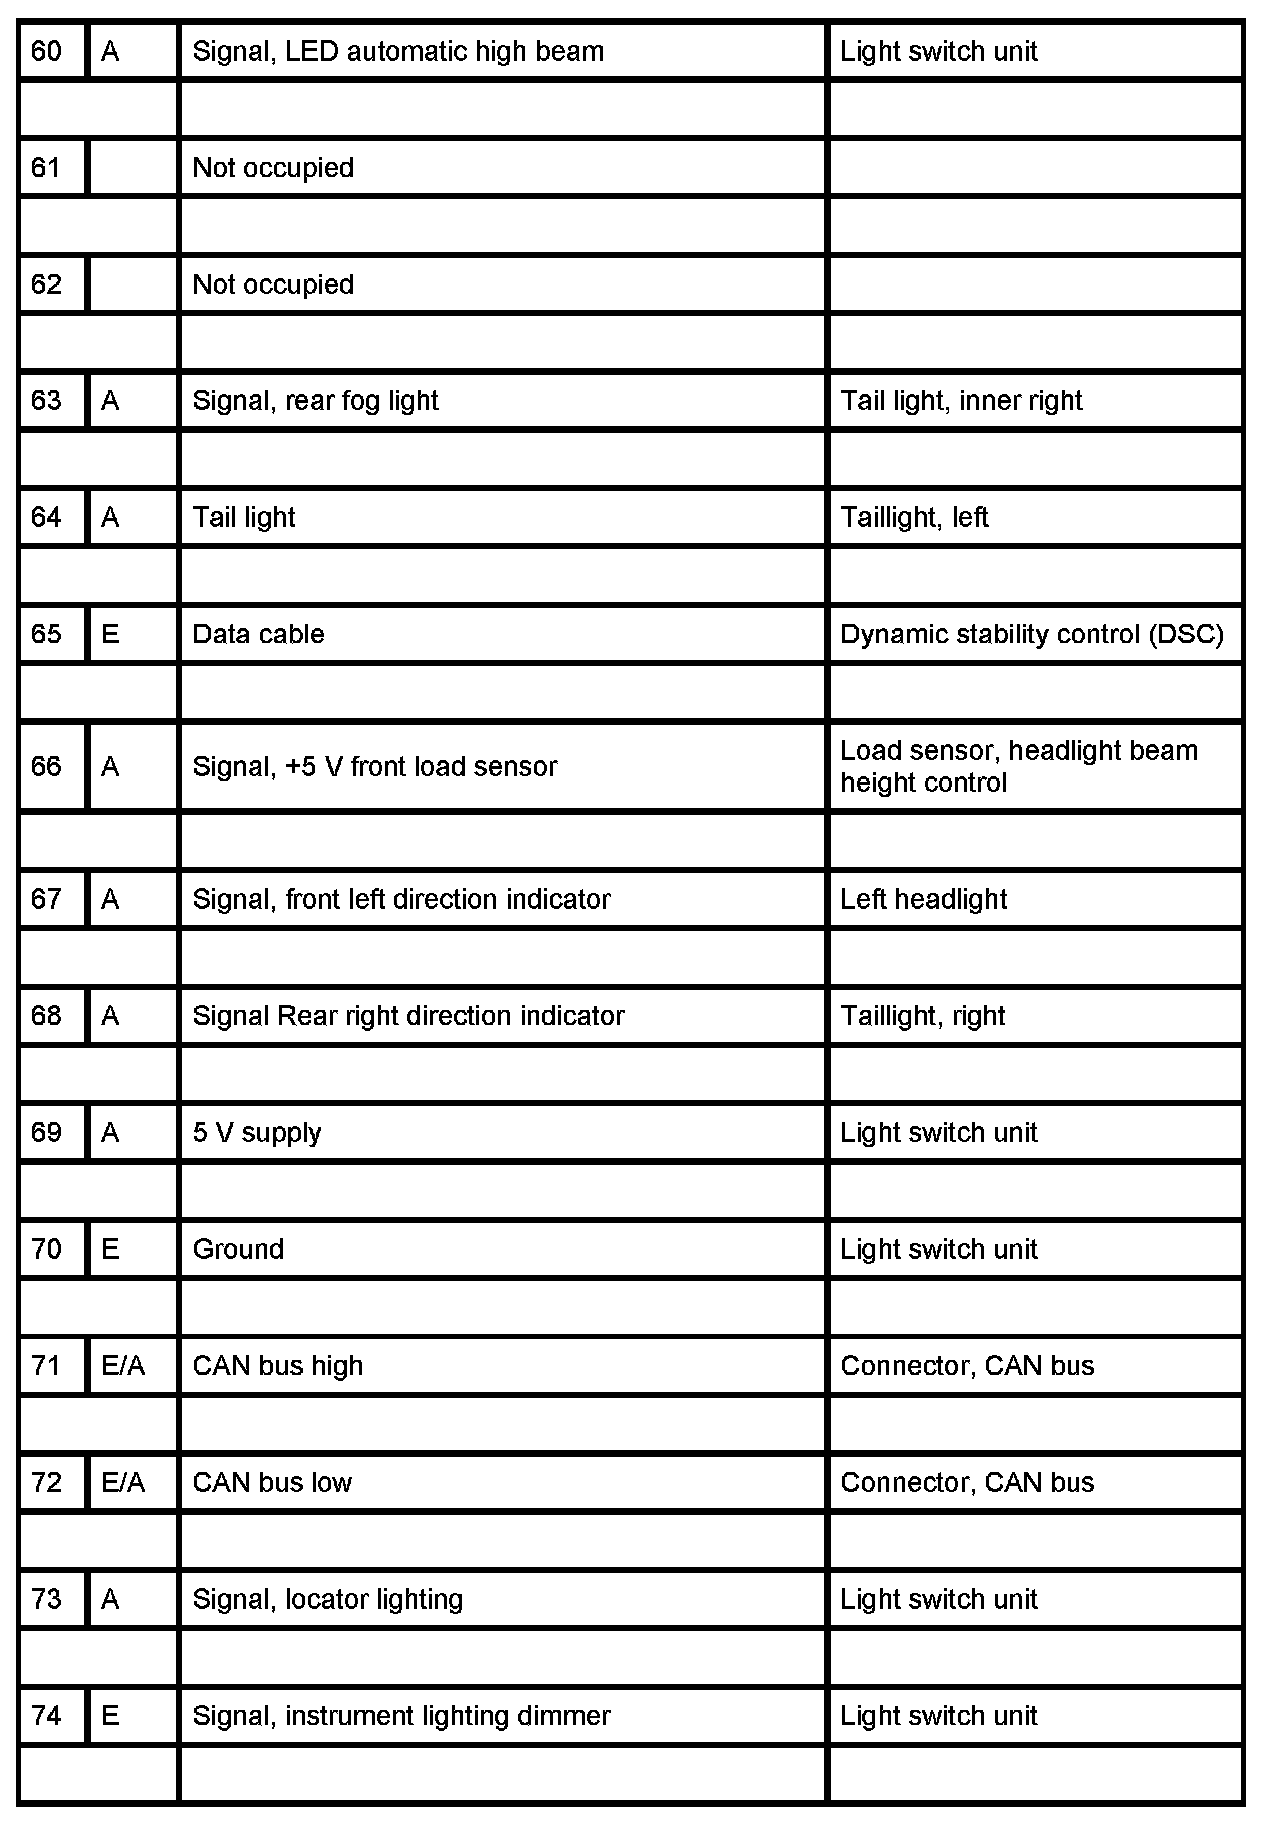 60 A Signal, LED automatic high beam Light switch unit
61 Not occupied
62 Not occupied
63 A Signal, rear fog light Tail light, inner right
64 A Tail light Taillight, left
65 E Data cable Dynamic stability control (DSC)
66 A Signal, +5 V front load sensor Load sensor, headlight beam
height control
67 A Signal, front left direction indicator Left headlight
68 A Signal Rear right direction indicator Taillight, right
69 A 5 V supply Light switch unit
70 E Ground Light switch unit
71 E/A CAN bus high Connector, CAN bus
72 E/A CAN bus low Connector, CAN bus
73 A Signal, locator lighting Light switch unit
74 E Signal, instrument lighting dimmer Light switch unit